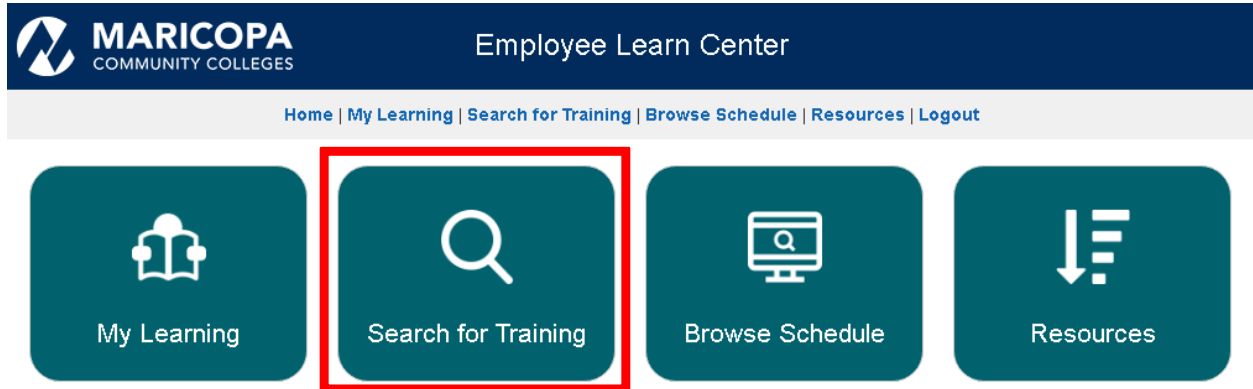 MARICOPA
COMMUNITY COLLEGES
Employee Learn Center
Home | My Learning | Search for Training | Browse Schedule | Resources | Logout
My Learning
Search for Training
Browse Schedule
Resources